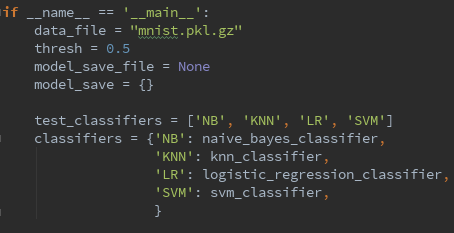 if __name__ == '__main__':
    data_file = "mnist.pkl.gz"
    thresh = 0.5
    model_save_file = None
    model_save = {}

    test_classifiers = ['NB', 'KNN', 'LR', 'SVM']
    classifiers = {'NB': naive_bayes_classifier,
                   'KNN': knn_classifier,
                   'LR': logistic_regression_classifier,
                   'SVM': svm_classifier,
                   }